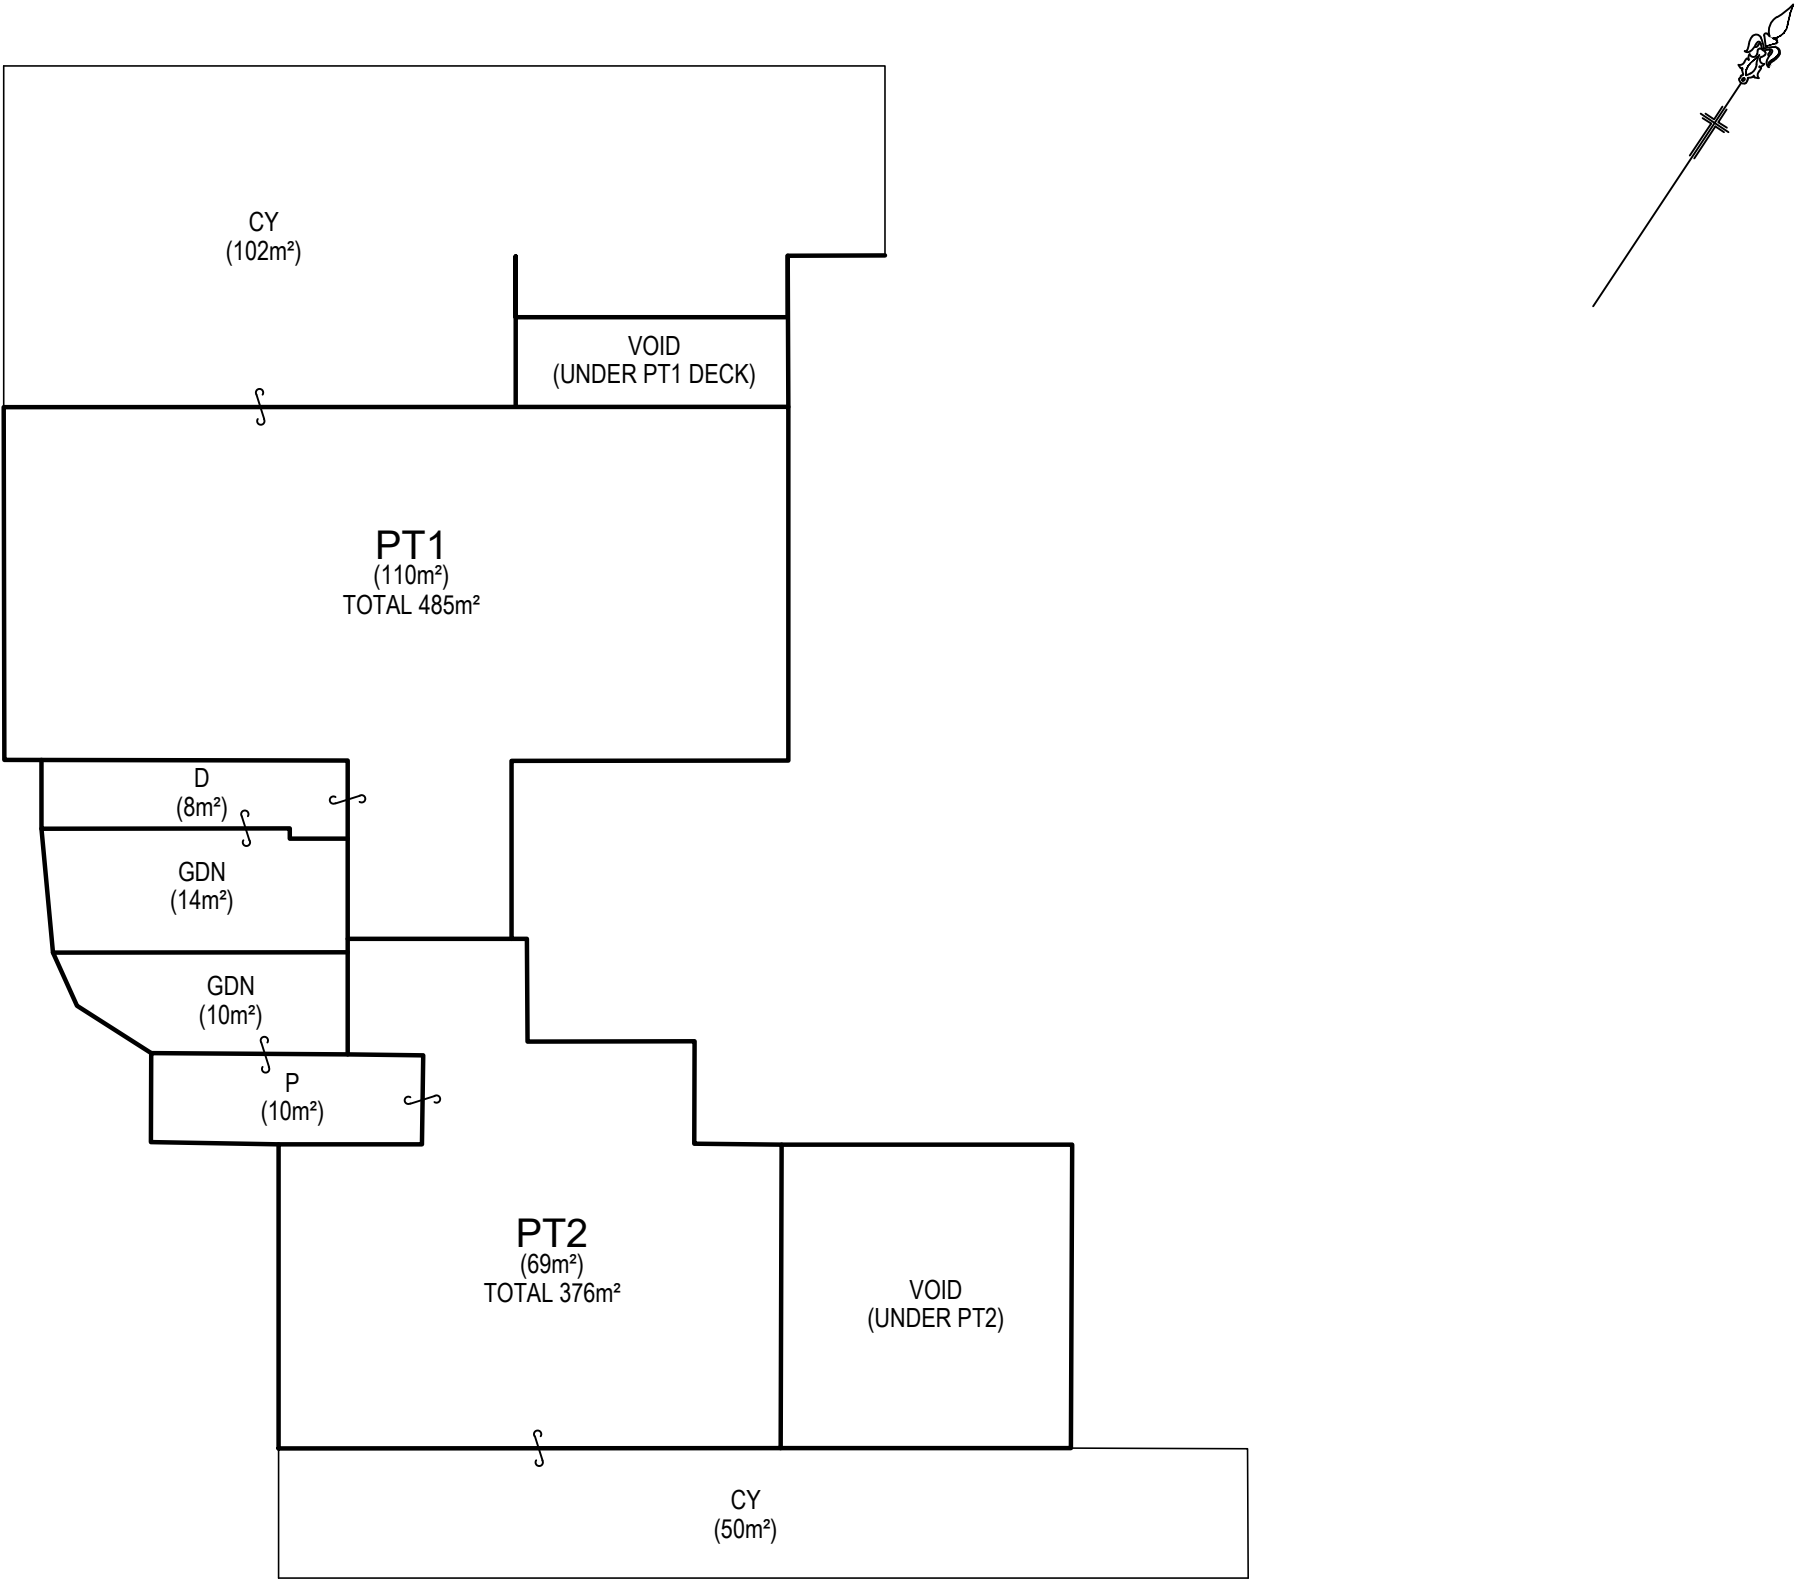 CY
(102m²)
VOID
(UNDER PT1 DECK)
PT1
(110m²)
TOTAL 485m²
D
(8m²)
GDN
(14m²)
GDN
(10m²)
P
(10m²)
PT2
(69m²)
TOTAL 376m²
VOID
(UNDER PT2)
CY
(50m²)